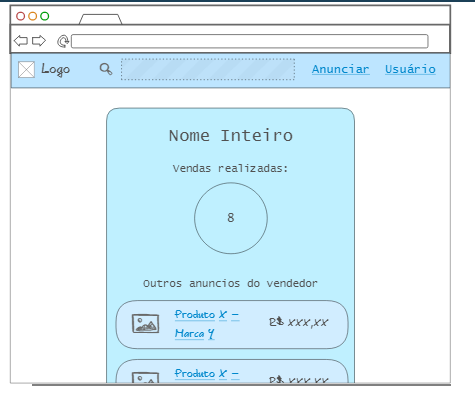 Logo Anunciar Usuário
Nome Inteiro
Vendas realizadas:
8
Outros anuncios do vendedor
Produto X –
Marca Y
R$ XXX,XX
Produto X –
R$ XXX,XX